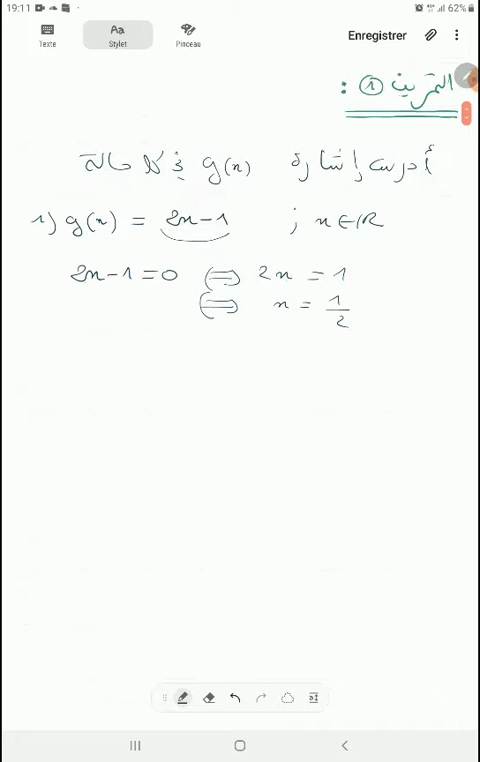 19:11 62%
Texte Aa Stylet Pinceau Enregistrer
التمرين ① :
أدرس إشارة g(x) في كل حالة
1) g(x) = 2x-1 ; x∈ℝ
2x-1=0 ⟺ 2x = 1
⟺ x = 1/2